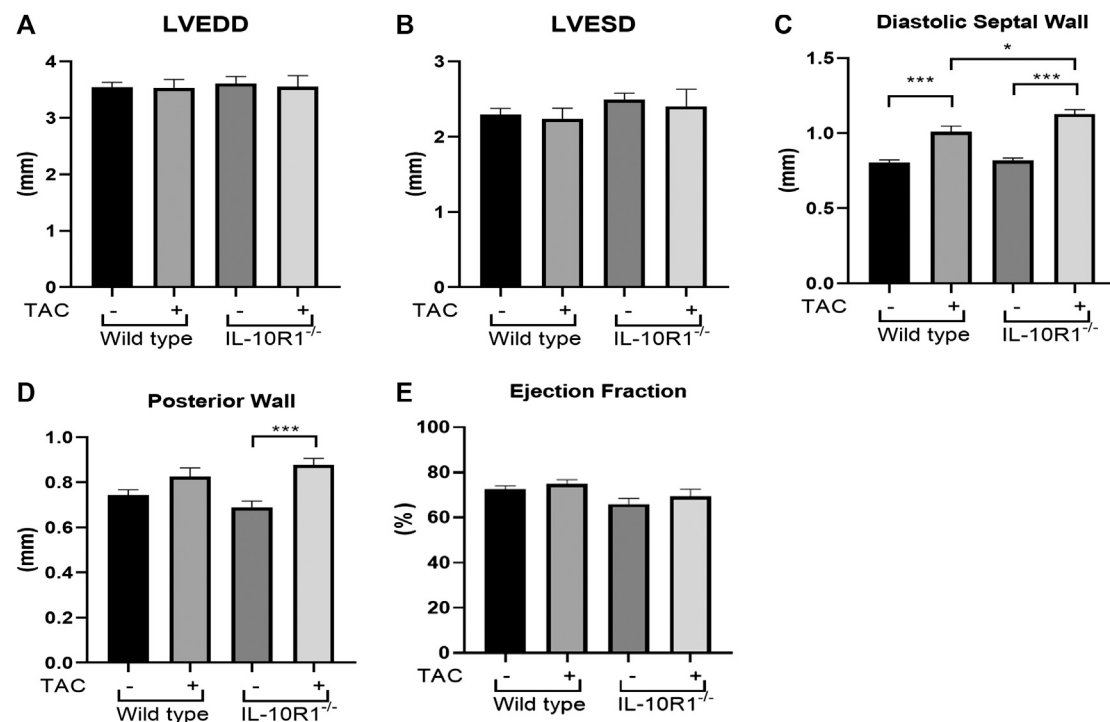 A
LVEDD
(mm)
4
3
2
1
0
TAC - + - +
Wild type IL-10R1-/-
B
LVESD
(mm)
3
2
1
0
TAC - + - +
Wild type IL-10R1-/-
C
Diastolic Septal Wall
(mm)
1.5
1.0
0.5
0.0
*
*** ***
TAC - + - +
Wild type IL-10R1-/-
D
Posterior Wall
(mm)
1.0
0.8
0.6
0.4
0.2
0.0
***
TAC - + - +
Wild type IL-10R1-/-
E
Ejection Fraction
(%)
100
80
60
40
20
0
TAC - + - +
Wild type IL-10R1-/-